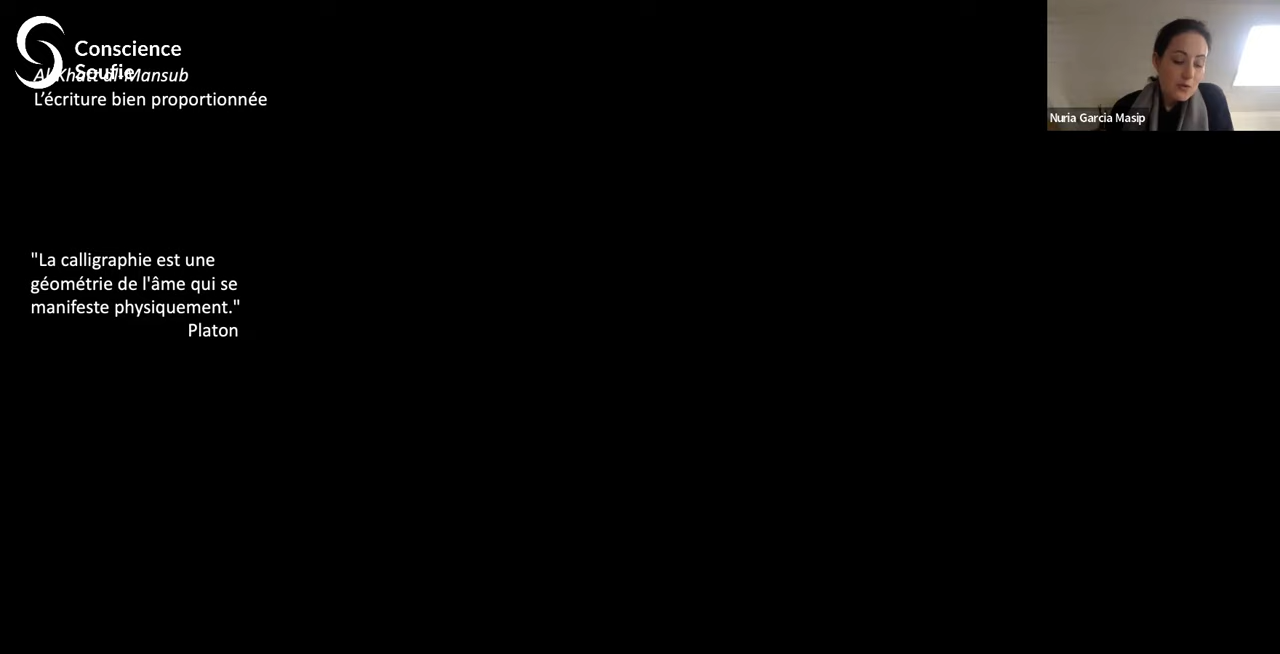 Conscience
Soufie
Al-Khatt al-Mansub
L’écriture bien proportionnée
Nuria Garcia Masip
"La calligraphie est une
géométrie de l'âme qui se
manifeste physiquement."
Platon